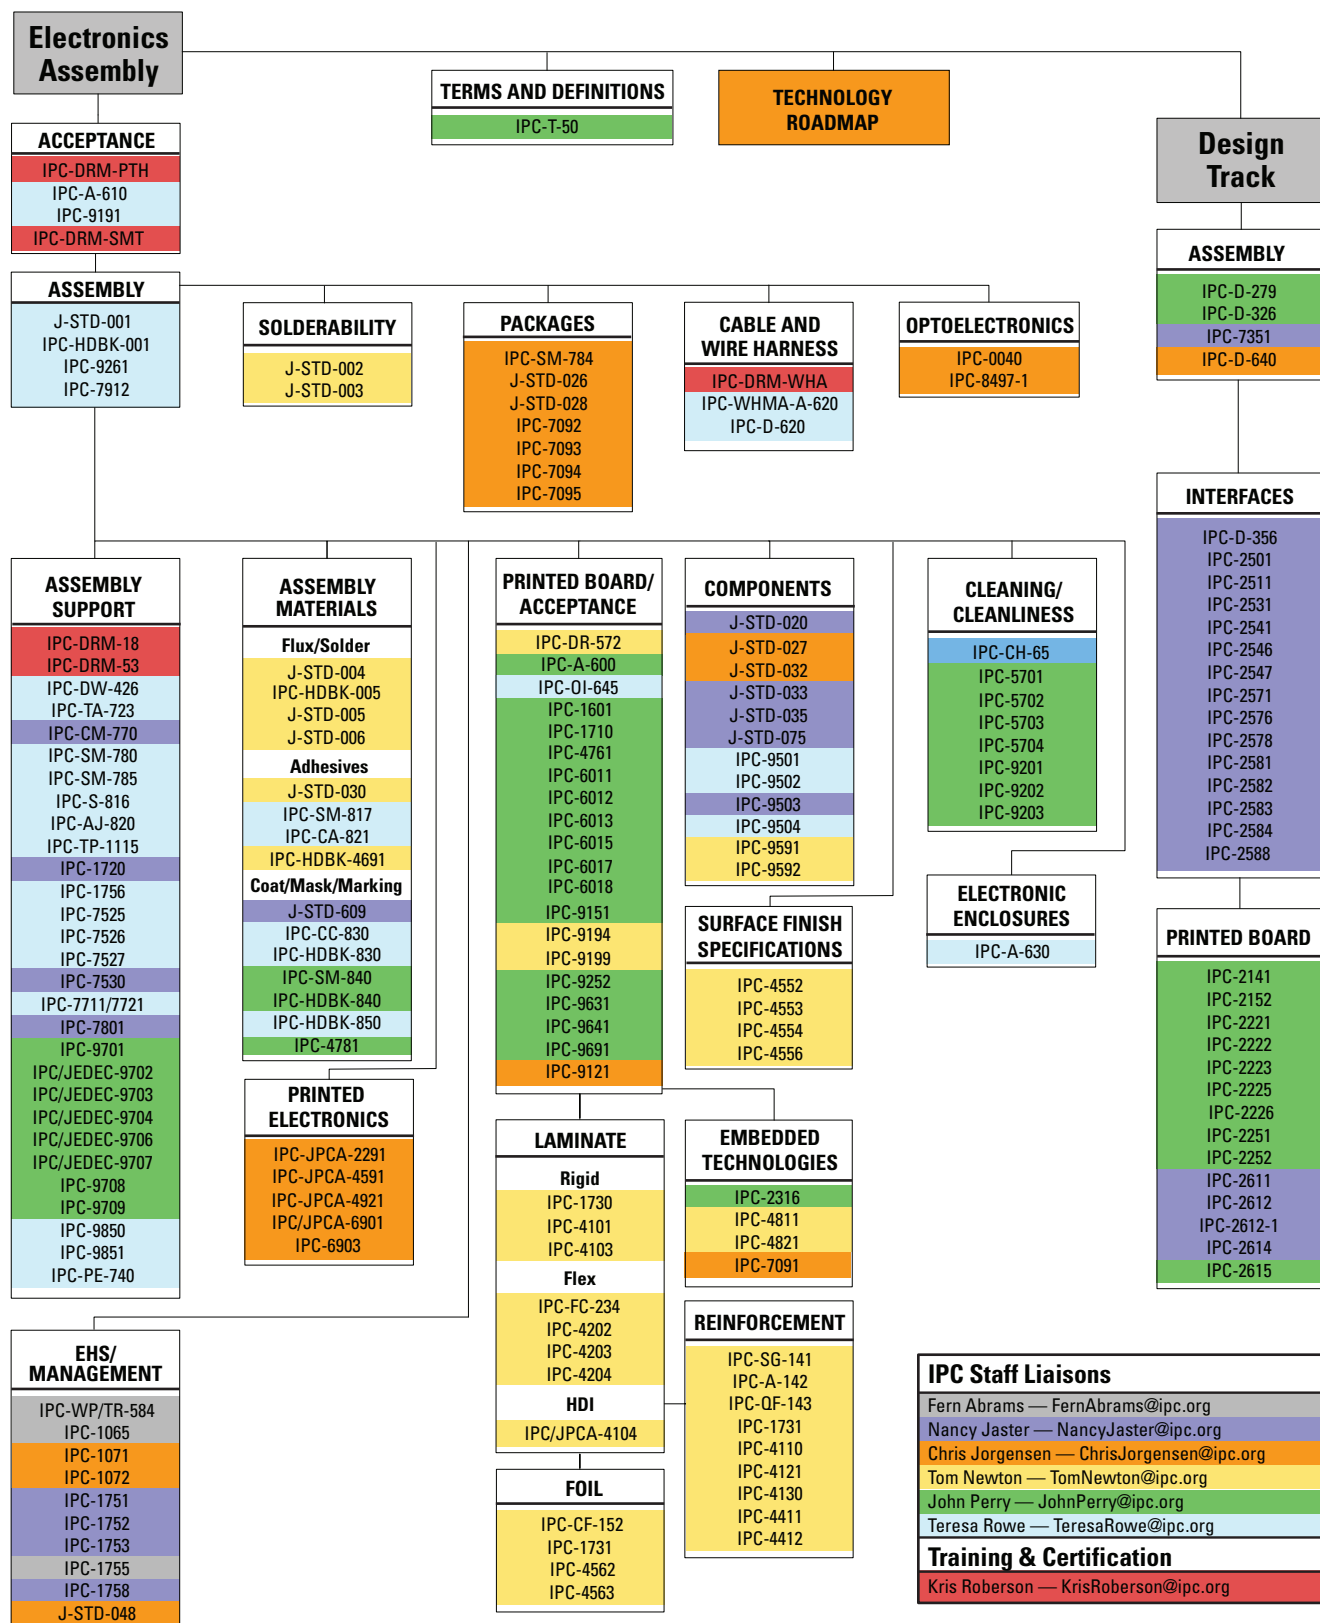 Electronics
Assembly
TERMS AND DEFINITIONS
IPC-T-50
TECHNOLOGY
ROADMAP
ACCEPTANCE
IPC-DRM-PTH
IPC-A-610
IPC-9191
IPC-DRM-SMT
Design
Track
ASSEMBLY
IPC-D-279
IPC-D-326
IPC-7351
IPC-D-640
ASSEMBLY
J-STD-001
IPC-HDBK-001
IPC-9261
IPC-7912
SOLDERABILITY
J-STD-002
J-STD-003
PACKAGES
IPC-SM-784
J-STD-026
J-STD-028
IPC-7092
IPC-7093
IPC-7094
IPC-7095
CABLE AND
WIRE HARNESS
IPC-DRM-WHA
IPC-WHMA-A-620
IPC-D-620
OPTOELECTRONICS
IPC-0040
IPC-8497-1
INTERFACES
IPC-D-356
IPC-2501
IPC-2511
IPC-2531
IPC-2541
IPC-2546
IPC-2547
IPC-2571
IPC-2576
IPC-2578
IPC-2581
IPC-2582
IPC-2583
IPC-2584
IPC-2588
ASSEMBLY
SUPPORT
IPC-DRM-18
IPC-DRM-53
IPC-DW-426
IPC-TA-723
IPC-CM-770
IPC-SM-780
IPC-SM-785
IPC-S-816
IPC-AJ-820
IPC-TP-1115
IPC-1720
IPC-1756
IPC-7525
IPC-7526
IPC-7527
IPC-7530
IPC-7711/7721
IPC-7801
IPC-9701
IPC/JEDEC-9702
IPC/JEDEC-9703
IPC/JEDEC-9704
IPC/JEDEC-9706
IPC/JEDEC-9707
IPC-9708
IPC-9709
IPC-9850
IPC-9851
IPC-PE-740
ASSEMBLY
MATERIALS
Flux/Solder
J-STD-004
IPC-HDBK-005
J-STD-005
J-STD-006
Adhesives
J-STD-030
IPC-SM-817
IPC-CA-821
IPC-HDBK-4691
Coat/Mask/Marking
J-STD-609
IPC-CC-830
IPC-HDBK-830
IPC-SM-840
IPC-HDBK-840
IPC-HDBK-850
IPC-4781
PRINTED
ELECTRONICS
IPC-JPCA-2291
IPC-JPCA-4591
IPC-JPCA-4921
IPC/JPCA-6901
IPC-6903
PRINTED BOARD/
ACCEPTANCE
IPC-DR-572
IPC-A-600
IPC-OI-645
IPC-1601
IPC-1710
IPC-4761
IPC-6011
IPC-6012
IPC-6013
IPC-6015
IPC-6017
IPC-6018
IPC-9151
IPC-9194
IPC-9199
IPC-9252
IPC-9631
IPC-9641
IPC-9691
IPC-9121
COMPONENTS
J-STD-020
J-STD-027
J-STD-032
J-STD-033
J-STD-035
J-STD-075
IPC-9501
IPC-9502
IPC-9503
IPC-9504
IPC-9591
IPC-9592
SURFACE FINISH
SPECIFICATIONS
IPC-4552
IPC-4553
IPC-4554
IPC-4556
CLEANING/
CLEANLINESS
IPC-CH-65
IPC-5701
IPC-5702
IPC-5703
IPC-5704
IPC-9201
IPC-9202
IPC-9203
ELECTRONIC
ENCLOSURES
IPC-A-630
PRINTED BOARD
IPC-2141
IPC-2152
IPC-2221
IPC-2222
IPC-2223
IPC-2225
IPC-2226
IPC-2251
IPC-2252
IPC-2611
IPC-2612
IPC-2612-1
IPC-2614
IPC-2615
LAMINATE
Rigid
IPC-1730
IPC-4101
IPC-4103
Flex
IPC-FC-234
IPC-4202
IPC-4203
IPC-4204
HDI
IPC/JPCA-4104
EMBEDDED
TECHNOLOGIES
IPC-2316
IPC-4811
IPC-4821
IPC-7091
REINFORCEMENT
IPC-SG-141
IPC-A-142
IPC-QF-143
IPC-1731
IPC-4110
IPC-4121
IPC-4130
IPC-4411
IPC-4412
FOIL
IPC-CF-152
IPC-1731
IPC-4562
IPC-4563
EHS/
MANAGEMENT
IPC-WP/TR-584
IPC-1065
IPC-1071
IPC-1072
IPC-1751
IPC-1752
IPC-1753
IPC-1755
IPC-1758
J-STD-048
IPC Staff Liaisons
Fern Abrams — FernAbrams@ipc.org
Nancy Jaster — NancyJaster@ipc.org
Chris Jorgensen — ChrisJorgensen@ipc.org
Tom Newton — TomNewton@ipc.org
John Perry — JohnPerry@ipc.org
Teresa Rowe — TeresaRowe@ipc.org
Training & Certification
Kris Roberson — KrisRoberson@ipc.org